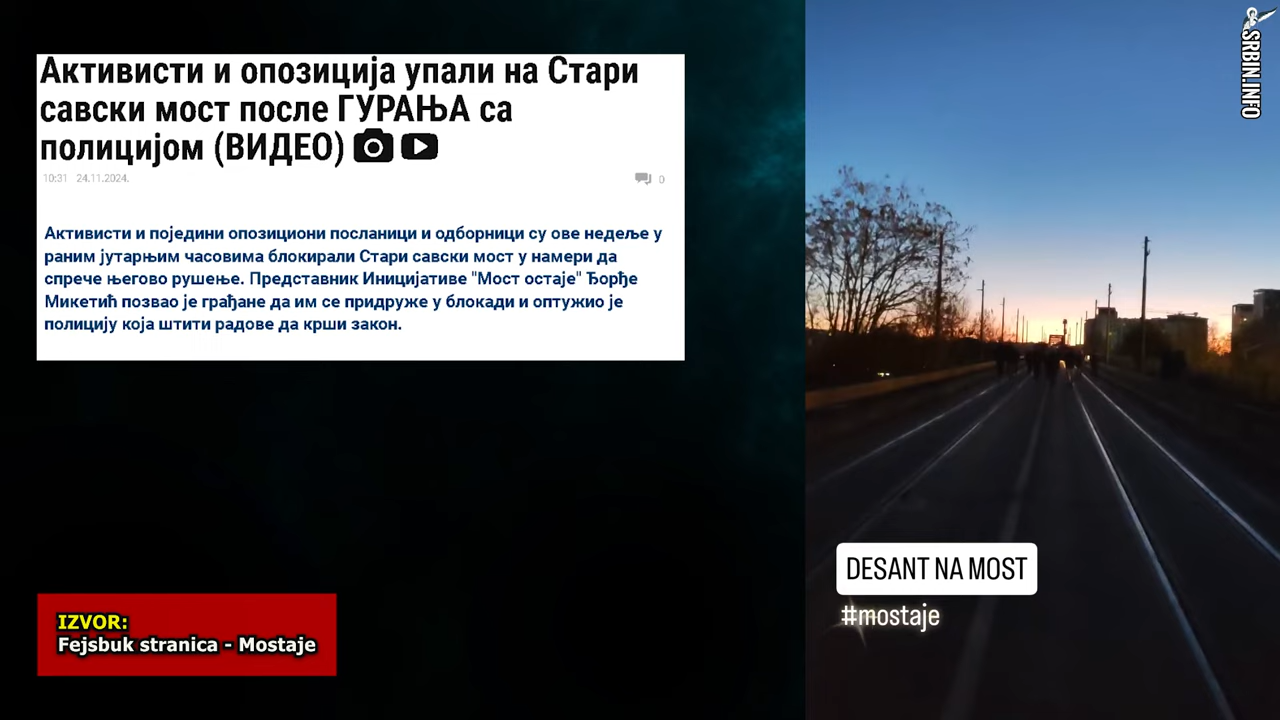 Активисти и опозиција упали на Стари
савски мост после ГУРАЊА са
полицијом (ВИДЕО)
10:31 24.11.2024.
0
Активисти и поједини опозициони посланици и одборници су ове недеље у
раним јутарњим часовима блокирали Стари савски мост у намери да
спрече његово рушење. Представник Иницијативе "Мост остаје" Ђорђе
Микетић позвао је грађане да им се придруже у блокади и оптужио је
полицију која штити радове да крши закон.
IZVOR:
Fejsbuk stranica - Mostaje
SRBIN.INFO
DESANT NA MOST
#mostaje